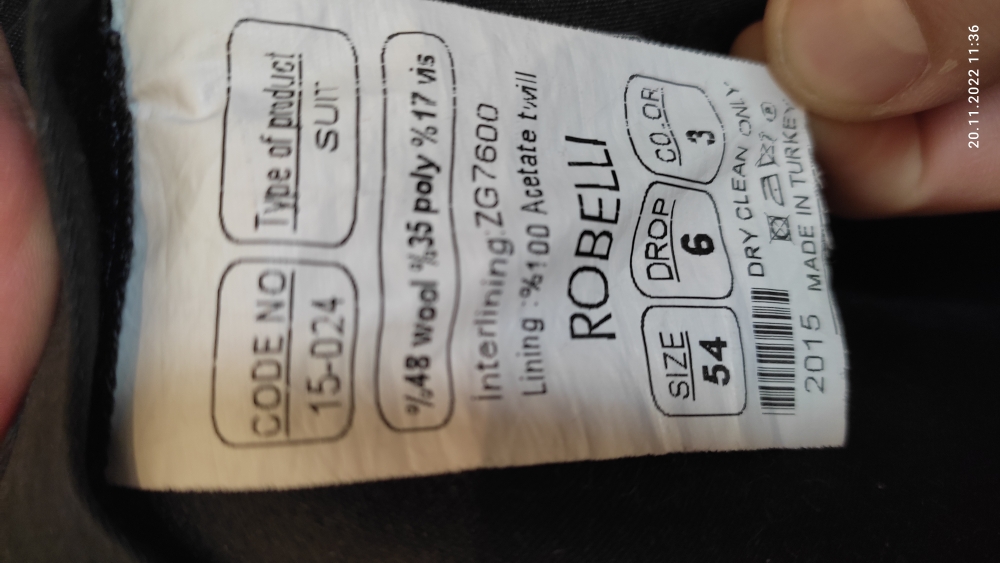 CODE NO
15-024
Type of product
SUIT
%48 wool %35 poly %17 vis
Interlining:ZG7600
Lining :%100 Acetate twill
ROBELLI
SIZE
54
DROP
6
CO.OR
3
DRY CLEAN ONLY
2015 MADE IN TURKEY
20.11.2022 11:36